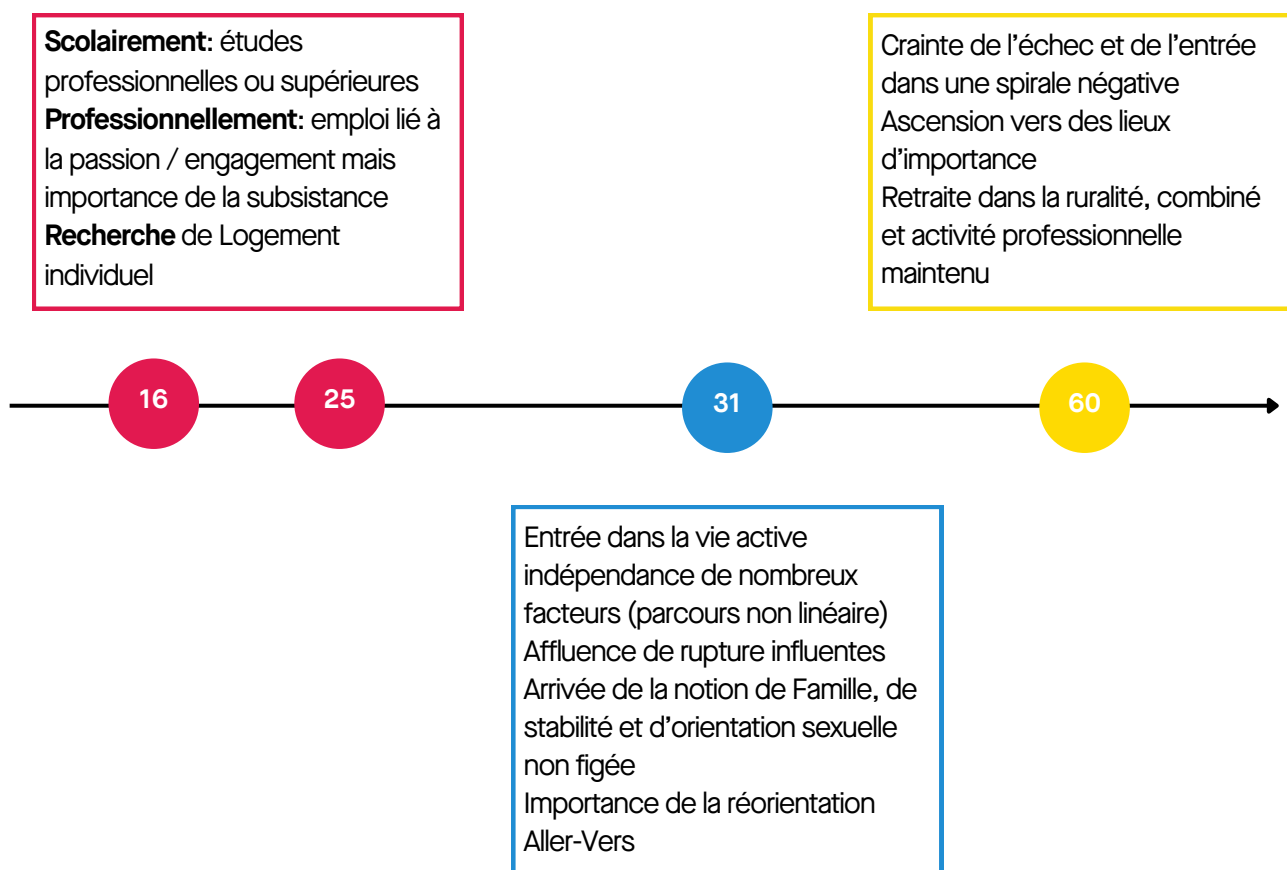 Scolairement: études
professionnelles ou supérieures
Professionnellement: emploi lié à
la passion / engagement mais
importance de la subsistance
Recherche de Logement
individuel
Crainte de l'échec et de l'entrée
dans une spirale négative
Ascension vers des lieux
d'importance
Retraite dans la ruralité, combiné
et activité professionnelle
maintenu
16
25
31
60
Entrée dans la vie active
indépendance de nombreux
facteurs (parcours non linéaire)
Affluence de rupture influentes
Arrivée de la notion de Famille, de
stabilité et d'orientation sexuelle
non figée
Importance de la réorientation
Aller-Vers